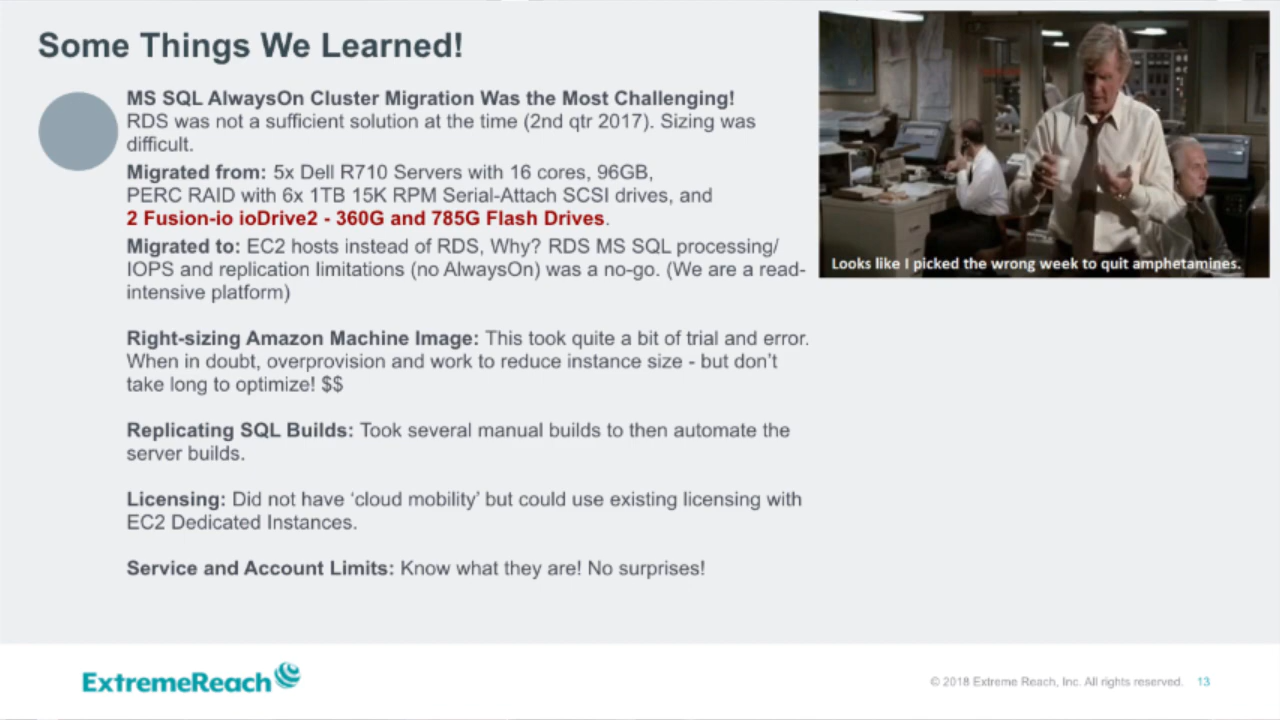 Some Things We Learned!
MS SQL AlwaysOn Cluster Migration Was the Most Challenging!
RDS was not a sufficient solution at the time (2nd qtr 2017). Sizing was
difficult.
Migrated from: 5x Dell R710 Servers with 16 cores, 96GB,
PERC RAID with 6x 1TB 15K RPM Serial-Attach SCSI drives, and
2 Fusion-io ioDrive2 - 360G and 785G Flash Drives.
Migrated to: EC2 hosts instead of RDS, Why? RDS MS SQL processing/
IOPS and replication limitations (no AlwaysOn) was a no-go. (We are a read-
intensive platform)
Right-sizing Amazon Machine Image: This took quite a bit of trial and error.
When in doubt, overprovision and work to reduce instance size - but don't
take long to optimize! $$
Replicating SQL Builds: Took several manual builds to then automate the
server builds.
Licensing: Did not have ‘cloud mobility’ but could use existing licensing with
EC2 Dedicated Instances.
Service and Account Limits: Know what they are! No surprises!
Looks like I picked the wrong week to quit amphetamines.
ExtremeReach
© 2018 Extreme Reach, Inc. All rights reserved. 13